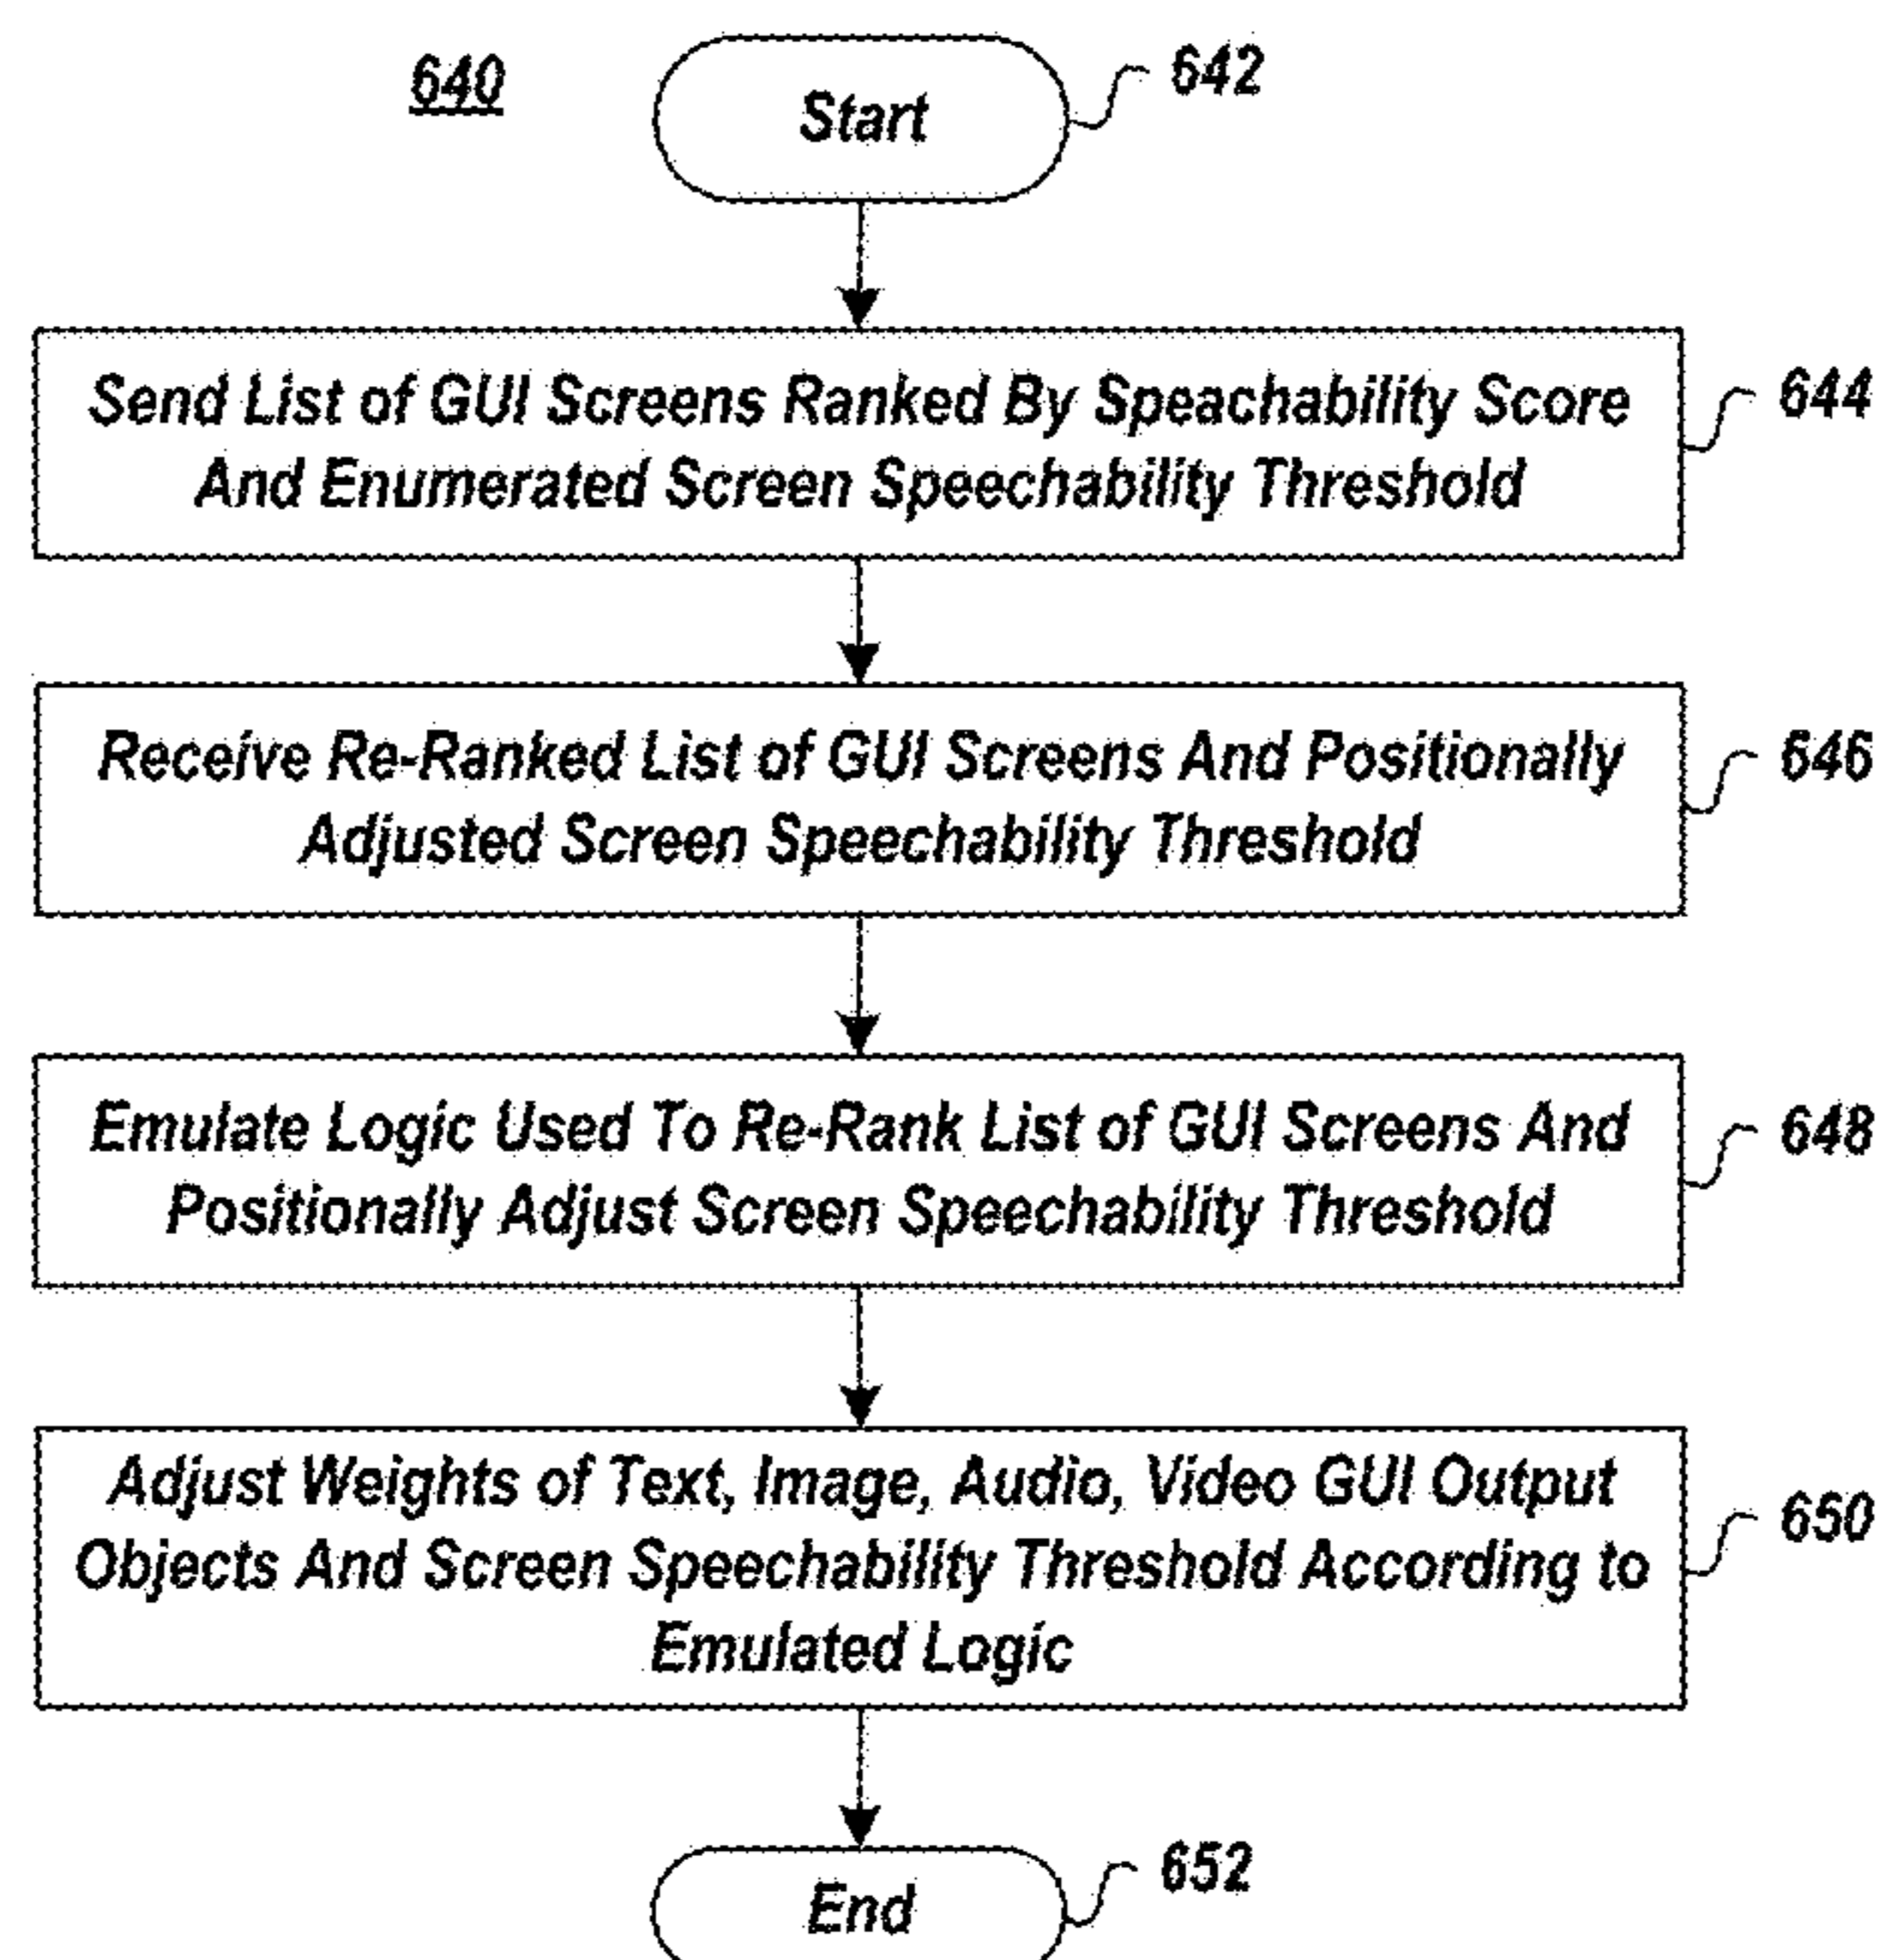 640
Start
642
Send List of GUI Screens Ranked By Speachability Score
And Enumerated Screen Speechability Threshold
644
Receive Re-Ranked List of GUI Screens And Positionally
Adjusted Screen Speechability Threshold
646
Emulate Logic Used To Re-Rank List of GUI Screens And
Positionally Adjust Screen Speechability Threshold
648
Adjust Weights of Text, Image, Audio, Video GUI Output
Objects And Screen Speechability Threshold According to
Emulated Logic
650
End
652